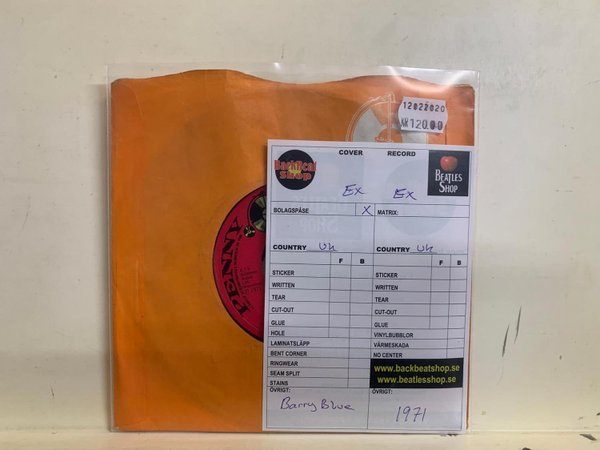 12022020
KR 120.00
COVER RECORD
BackBeat Shop
BEATLES SHOP
Ex Ex
BOLAGSPÅSE X MATRIX:
COUNTRY Uk COUNTRY Uk
F B F B
STICKER STICKER
WRITTEN WRITTEN
TEAR TEAR
CUT-OUT CUT-OUT
GLUE GLUE
HOLE VINYLBUBBLOR
LAMINATSLÄPP VÄRMESKADA
BENT CORNER NO CENTER
RINGWEAR
SEAM SPLIT
STAINS
www.backbeatshop.se
www.beatlesshop.se
ÖVRIGT: ÖVRIGT:
Barry Blue 1971
PENNY